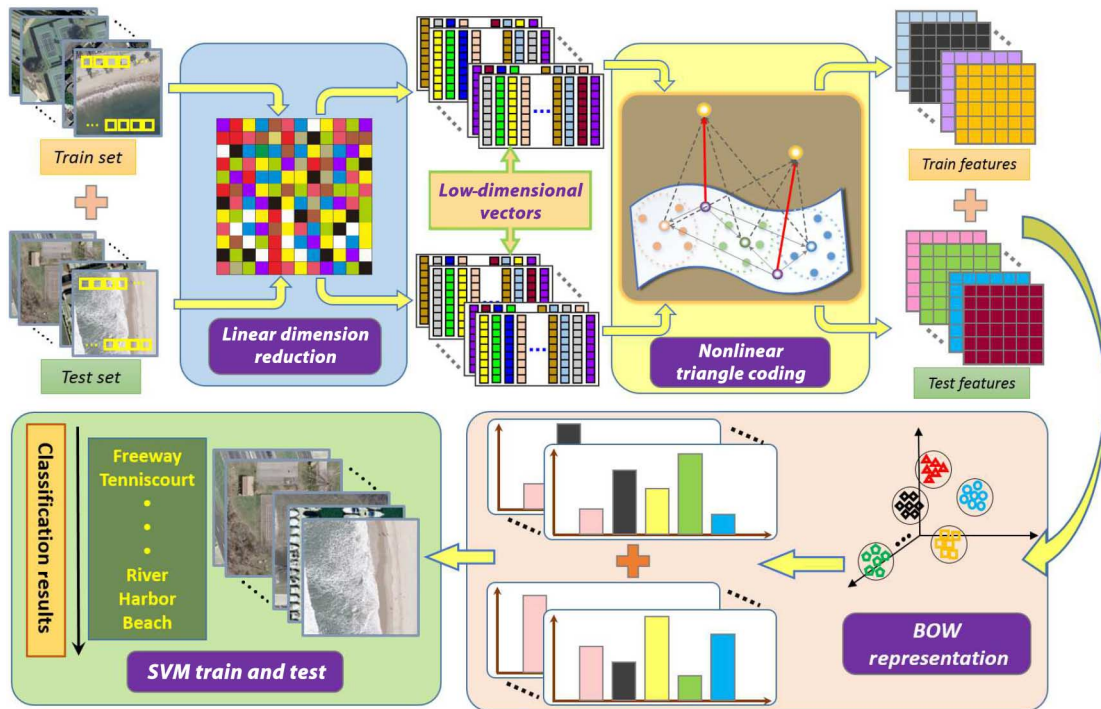 Train set
Test set
Linear dimension
reduction
Low-dimensional
vectors
Nonlinear
triangle coding
Train features
Test features
Classification results
Freeway
Tenniscourt
River
Harbor
Beach
SVM train and test
BOW
representation